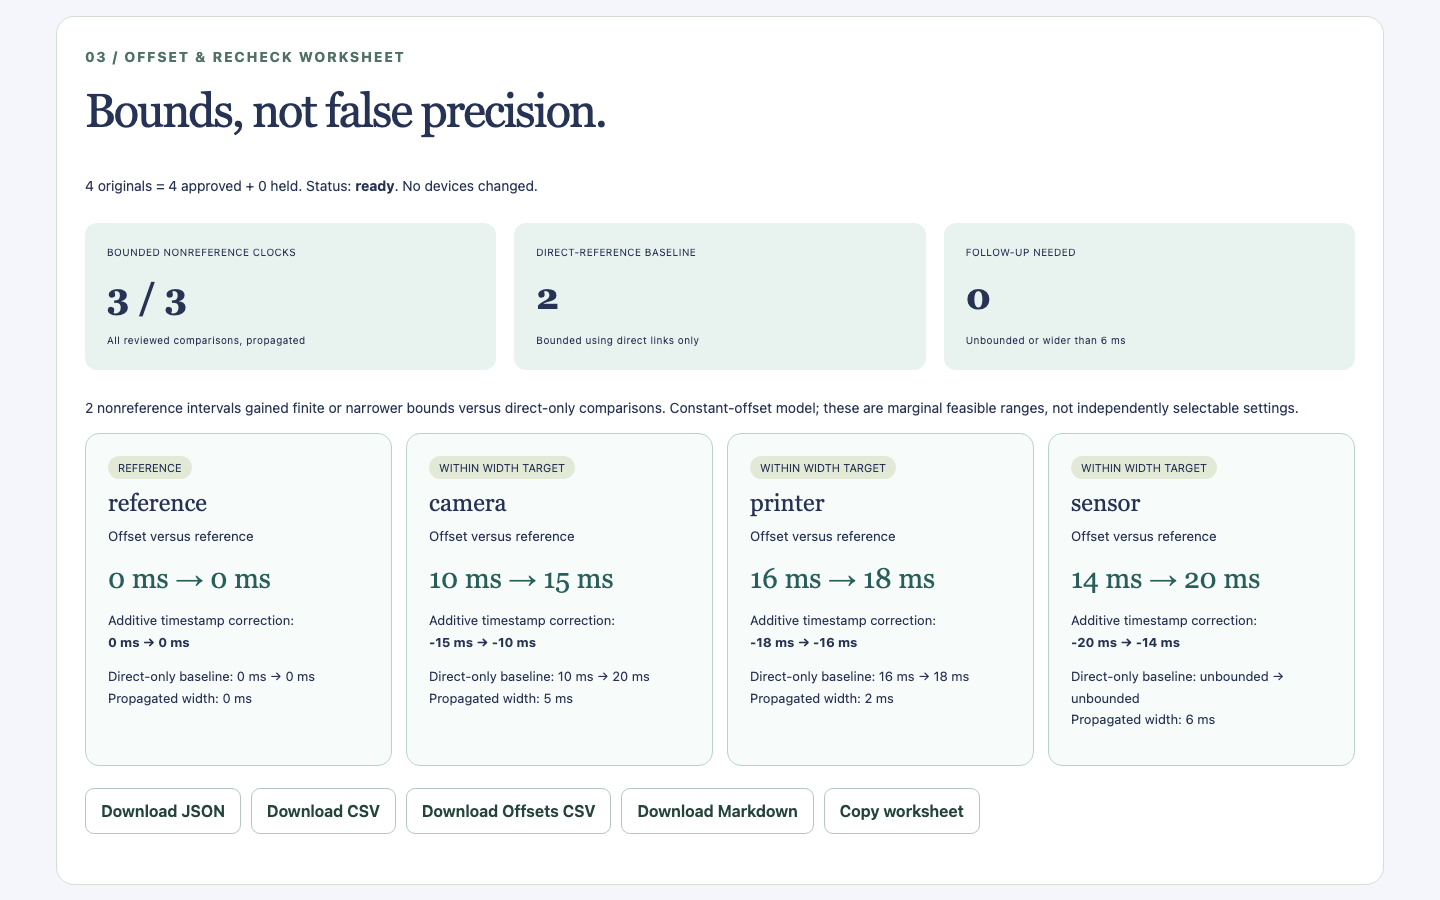 03 / OFFSET & RECHECK WORKSHEET
Bounds, not false precision.
4 originals = 4 approved + 0 held. Status: ready. No devices changed.
BOUNDED NONREFERENCE CLOCKS
3 / 3
All reviewed comparisons, propagated
DIRECT-REFERENCE BASELINE
2
Bounded using direct links only
FOLLOW-UP NEEDED
0
Unbounded or wider than 6 ms
2 nonreference intervals gained finite or narrower bounds versus direct-only comparisons. Constant-offset model; these are marginal feasible ranges, not independently selectable settings.
REFERENCE
reference
Offset versus reference
0 ms → 0 ms
Additive timestamp correction:
0 ms → 0 ms
Direct-only baseline: 0 ms → 0 ms
Propagated width: 0 ms
WITHIN WIDTH TARGET
camera
Offset versus reference
10 ms → 15 ms
Additive timestamp correction:
-15 ms → -10 ms
Direct-only baseline: 10 ms → 20 ms
Propagated width: 5 ms
WITHIN WIDTH TARGET
printer
Offset versus reference
16 ms → 18 ms
Additive timestamp correction:
-18 ms → -16 ms
Direct-only baseline: 16 ms → 18 ms
Propagated width: 2 ms
WITHIN WIDTH TARGET
sensor
Offset versus reference
14 ms → 20 ms
Additive timestamp correction:
-20 ms → -14 ms
Direct-only baseline: unbounded →
unbounded
Propagated width: 6 ms
Download JSON
Download CSV
Download Offsets CSV
Download Markdown
Copy worksheet